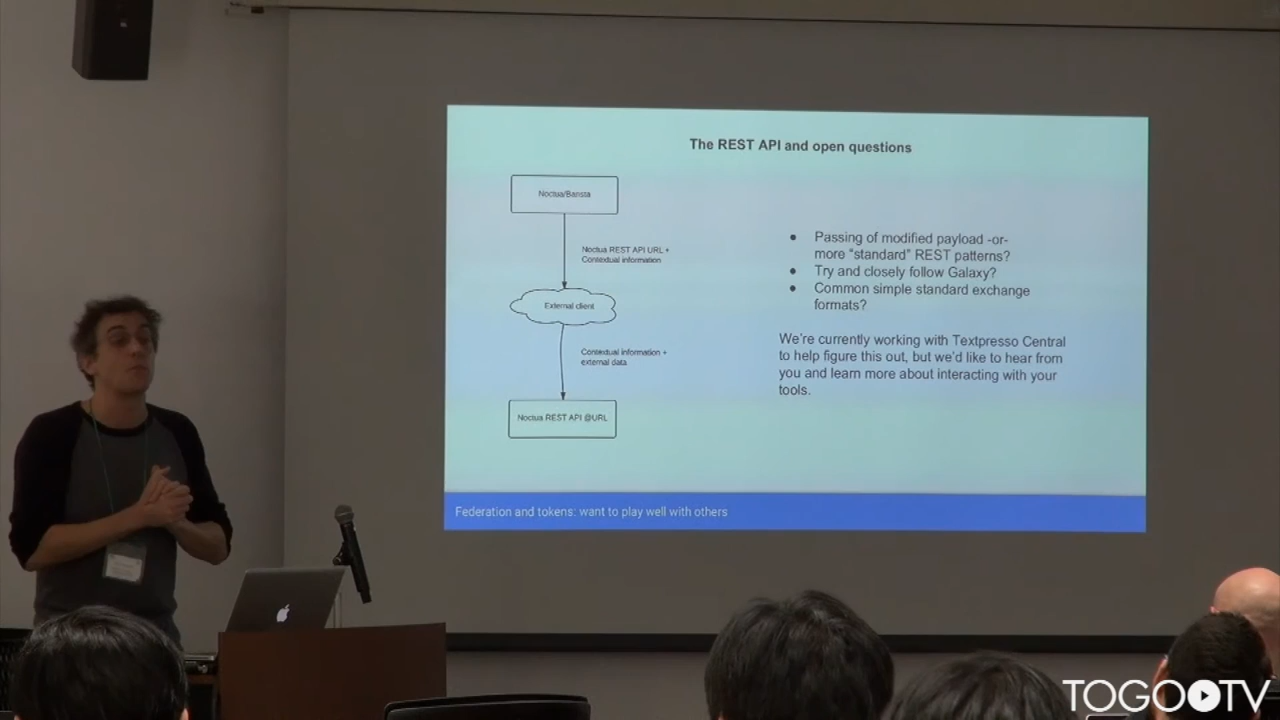 The REST API and open questions
Noctua/Barista
Noctua REST API URL +
Contextual information
External client
Contextual information +
external data
Noctua REST API @URL
• Passing of modified payload -or-
more “standard” REST patterns?
• Try and closely follow Galaxy?
• Common simple standard exchange
formats?
We’re currently working with Textpresso Central
to help figure this out, but we’d like to hear from
you and learn more about interacting with your
tools.
Federation and tokens: want to play well with others
TOGOTV